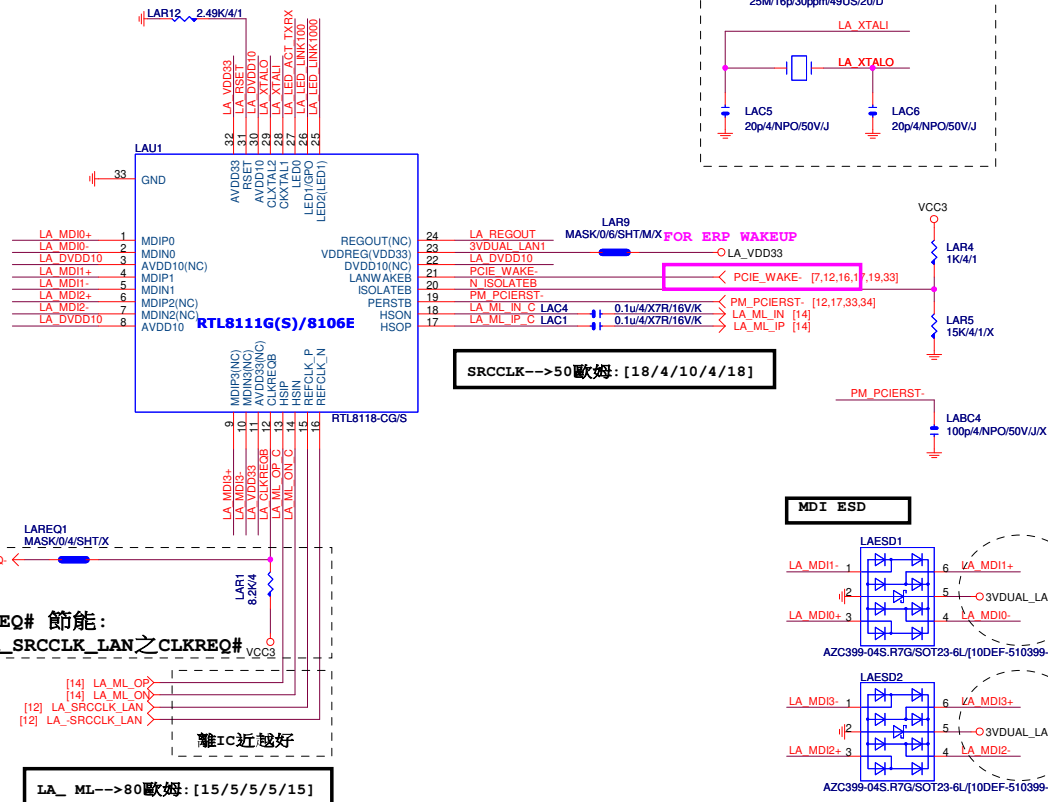 25M/16p/30ppm/49US/20/D
LA_XTALI
LA_XTALO
LAC5
20p/4/NPO/50V/J
LAC6
20p/4/NPO/50V/J
LAR12 2.49K/4/1
LA_VDD33
LA_RSET
LA_DVDD10
LA_XTALO
LA_XTALI
LA_LED_ACT_TXRX
LA_LED_LINK100
LA_LED_LINK1000
32 31 30 29 28 27 26 25
LAU1
AVDD33
RSET
AVDD10
CLXTAL2
CKXTAL1
LED0
LED1/GPO
LED2(LED1)
33 GND
LA_MDI0+ 1 MDIP0
LA_MDI0- 2 MDIN0
LA_DVDD10 3 AVDD10(NC)
LA_MDI1+ 4 MDIP1
LA_MDI1- 5 MDIN1
LA_MDI2+ 6 MDIP2(NC)
LA_MDI2- 7 MDIN2(NC)
LA_DVDD10 8 AVDD10
RTL8111G(S)/8106E
REGOUT(NC) 24 LA_REGOUT
VDDREG(VDD33) 23 3VDUAL_LAN1
DVDD10(NC) 22 LA_DVDD10
LANWAKEB 21 PCIE_WAKE-
ISOLATEB 20 N_ISOLATEB
PERSTB 19 PM_PCIERST-
HSON 18 LA_ML_IN_C LAC4 0.1u/4/X7R/16V/K LA_ML_IN [14]
HSOP 17 LA_ML_IP_C LAC1 0.1u/4/X7R/16V/K LA_ML_IP [14]
LAR9
MASK/0/6/SHT/M/X
FOR ERP WAKEUP
LA_VDD33
PCIE_WAKE- [7,12,16,17,19,33]
PM_PCIERST- [12,17,33,34]
VCC3
LAR4
1K/4/1
LAR5
15K/4/1/X
SRCCLK-->50歐姆:[18/4/10/4/18]
MDIP3(NC)
MDIN3(NC)
AVDD33(NC)
CLKREQB
HSIP
HSIN
REFCLK_P
REFCLK_N
RTL8118-CG/S
9 10 11 12 13 14 15 16
LA_MDI3+
LA_MDI3-
LA_VDD33
LA_CLKREQB
LA_ML_OP_C
LA_ML_ON_C
PM_PCIERST-
LABC4
100p/4/NPO/50V/J/X
LAREQ1
MASK/0/4/SHT/X
LAR1
8.2K/4
VCC3
EQ# 節能:
_SRCCLK_LAN之CLKREQ#
[14] LA_ML_OP
[14] LA_ML_ON
[12] LA_SRCCLK_LAN
[12] LA_-SRCCLK_LAN
離IC近越好
LA_ ML-->80歐姆:[15/5/5/5/15]
MDI ESD
LAESD1
LA_MDI1- 1 6 LA_MDI1+
2 5 3VDUAL_LA
LA_MDI0+ 3 4 LA_MDI0-
AZC399-04S.R7G/SOT23-6L/[10DEF-510399-
LAESD2
LA_MDI3- 1 6 LA_MDI3+
2 5 3VDUAL_LA
LA_MDI2+ 3 4 LA_MDI2-
AZC399-04S.R7G/SOT23-6L/[10DEF-510399-